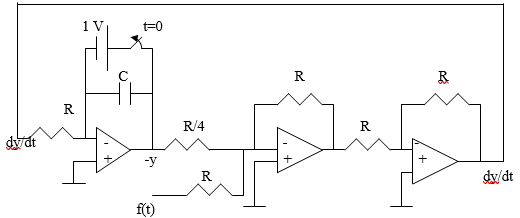 1 V
t=0
C
R
R
R
R/4
R
dy/dt
-
+
-y
-
+
-
+
R
dy/dt
f(t)